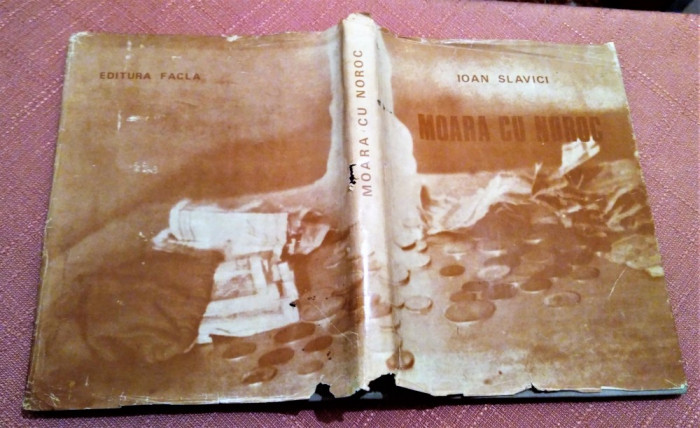 EDITURA FACLA
MOARA CU NOROC
IOAN SLAVICI
MOARA CU NOROC